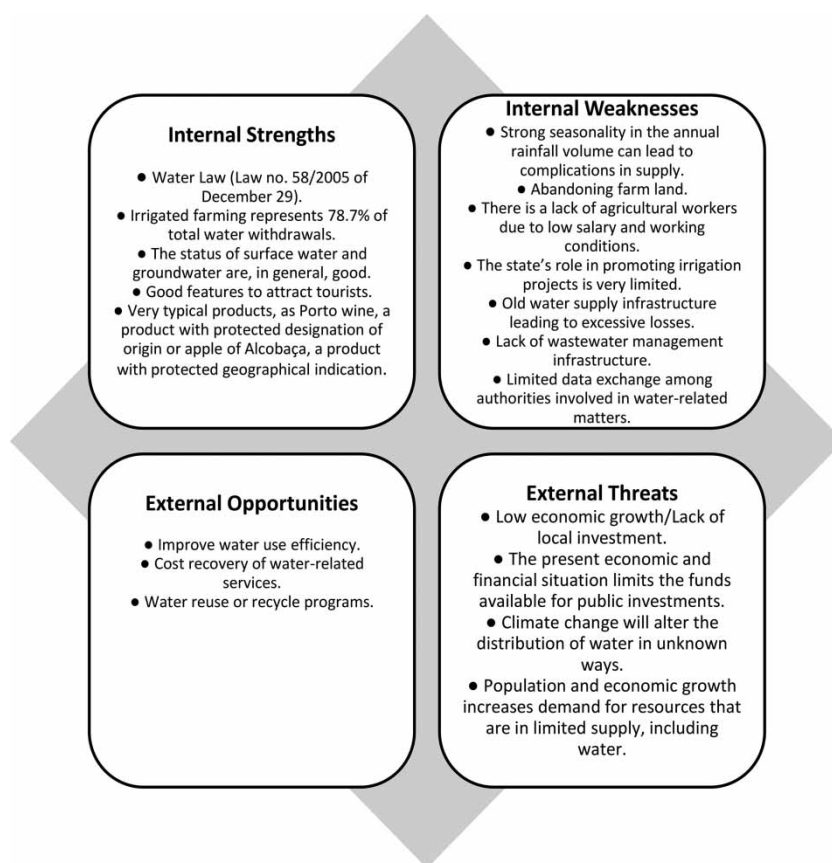 Internal Strengths
● Water Law (Law no. 58/2005 of
December 29).
● Irrigated farming represents 78.7% of
total water withdrawals.
● The status of surface water and
groundwater are, in general, good.
● Good features to attract tourists.
● Very typical products, as Porto wine, a
product with protected designation of
origin or apple of Alcobaça, a product
with protected geographical indication.
Internal Weaknesses
● Strong seasonality in the annual
rainfall volume can lead to
complications in supply.
● Abandoning farm land.
● There is a lack of agricultural workers
due to low salary and working
conditions.
● The state’s role in promoting irrigation
projects is very limited.
● Old water supply infrastructure
leading to excessive losses.
● Lack of wastewater management
infrastructure.
● Limited data exchange among
authorities involved in water-related
matters.
External Opportunities
● Improve water use efficiency.
● Cost recovery of water-related
services.
● Water reuse or recycle programs.
External Threats
● Low economic growth/Lack of
local investment.
● The present economic and
financial situation limits the funds
available for public investments.
● Climate change will alter the
distribution of water in unknown
ways.
● Population and economic growth
increases demand for resources that
are in limited supply, including
water.